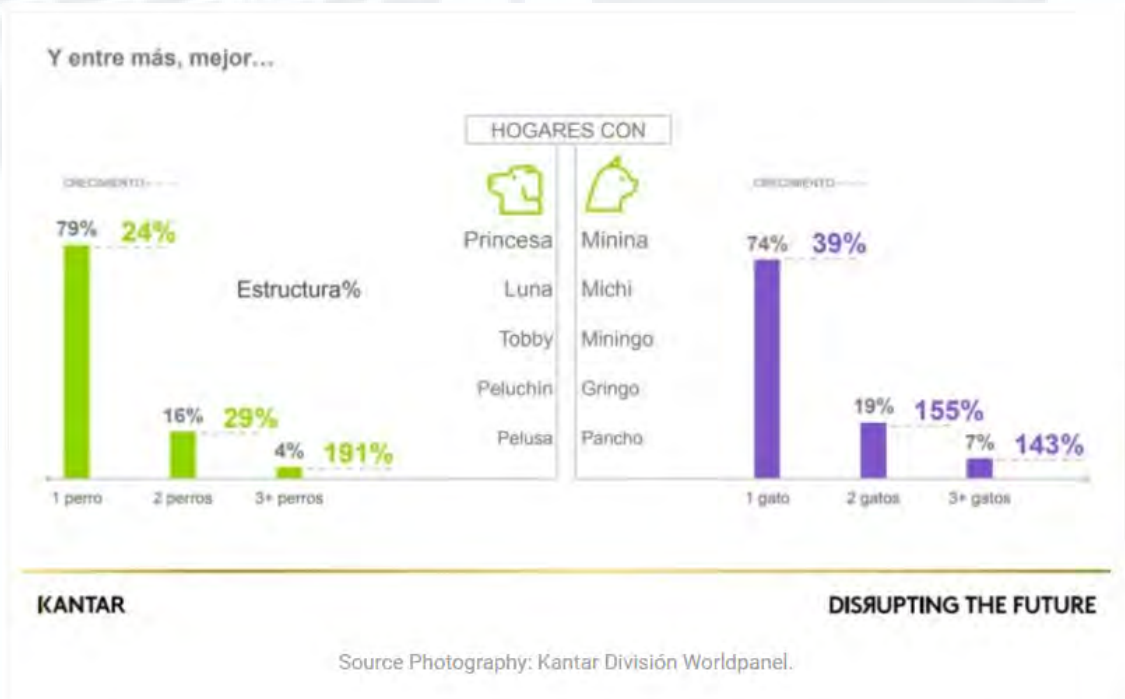 Y entre más, mejor...
HOGARES CON
CRECIMIENTO
79% 24%
Estructura%
16% 29%
4% 191%
1 perro 2 perros 3+ perros
Princesa
Luna
Tobby
Peluchin
Pelusa
Minina
Michi
Miningo
Gringo
Pancho
CRECIMIENTO
74% 39%
19% 155%
7% 143%
1 gato 2 gatos 3+ gatos
KANTAR
DISRUPTING THE FUTURE
Source Photography: Kantar División Worldpanel.